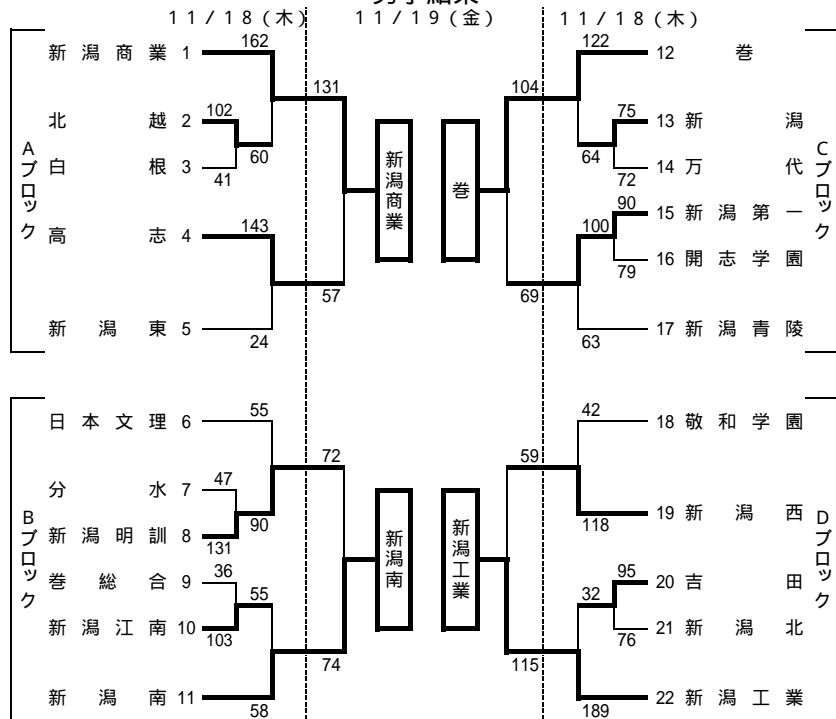 11/18(木) 11/19(金) 11/18(木)
Aブロック
新潟商業 1 162
北越 2 102
白根 3 41
60
高志 4 143
新潟東 5 24
131
57
新潟商業
Cブロック
122 12 巻
75 13 新潟
72 14 万代
64
90 15 新潟第一
79 16 開志学園
100
63 17 新潟青陵
104
69
巻
Bブロック
日本文理 6 55
分水 7 47
新潟明訓 8 131
90
巻総合 9 36
新潟江南 10 103
55
新潟南 11 58
72
74
新潟南
Dブロック
42 18 敬和学園
118 19 新潟西
95 20 吉田
76 21 新潟北
32
189 22 新潟工業
59
115
新潟工業